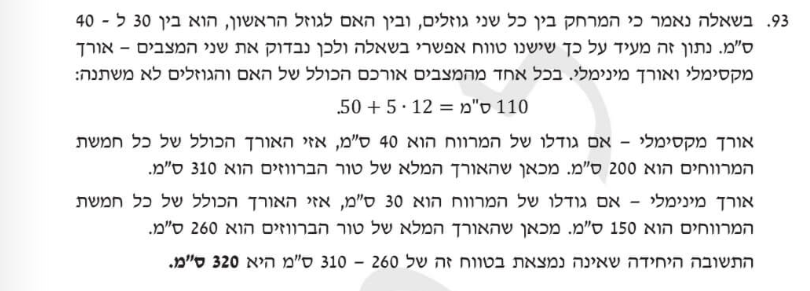 93. בשאלה נאמר כי המרחק בין כל שני גוזלים, ובין האם לגוזל הראשון, הוא בין 30 ל - 40
ס"מ. נתון זה מעיד על כך שישנו טווח אפשרי בשאלה ולכן נבדוק את שני המצבים – אורך
מקסימלי ואורך מינימלי. בכל אחד מהמצבים אורכם הכולל של האם והגוזלים לא משתנה:
110 ס"מ = 12 · 5 + 50.
אורך מקסימלי – אם גודלו של המרווח הוא 40 ס"מ, אזי האורך הכולל של כל חמשת
המרווחים הוא 200 ס"מ. מכאן שהאורך המלא של טור הברווזים הוא 310 ס"מ.
אורך מינימלי – אם גודלו של המרווח הוא 30 ס"מ, אזי האורך הכולל של כל חמשת
המרווחים הוא 150 ס"מ. מכאן שהאורך המלא של טור הברווזים הוא 260 ס"מ.
התשובה היחידה שאינה נמצאת בטווח זה של 260 – 310 ס"מ היא 320 ס"מ.